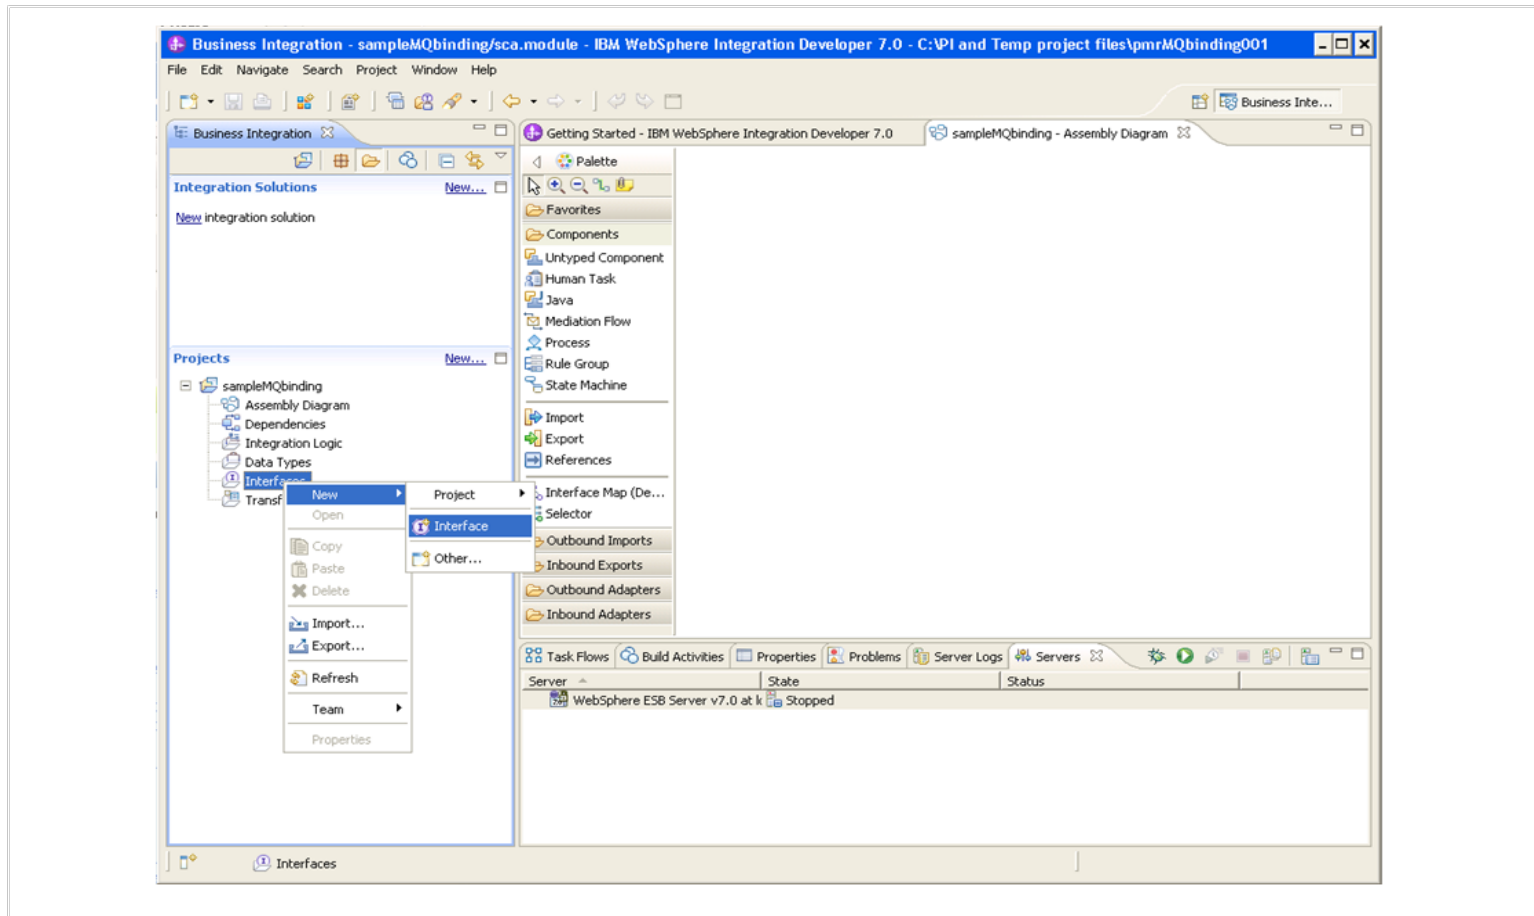 Business Integration - sampleMQbinding/sca.module - IBM WebSphere Integration Developer 7.0 - C:\PI and Temp project files\pmrMQbinding001
File Edit Navigate Search Project Window Help
Business Inte...
Business Integration
Getting Started - IBM WebSphere Integration Developer 7.0
sampleMQbinding - Assembly Diagram
Palette
Integration Solutions New...
New integration solution
Favorites
Components
Untyped Component
Human Task
Java
Mediation Flow
Process
Rule Group
State Machine
Import
Export
References
Interface Map (De...
Selector
Outbound Imports
Inbound Exports
Outbound Adapters
Inbound Adapters
Projects New...
sampleMQbinding
Assembly Diagram
Dependencies
Integration Logic
Data Types
Interfaces
Transf
New
Open
Copy
Paste
Delete
Import...
Export...
Refresh
Team
Properties
Project
Interface
Other...
Task Flows Build Activities Properties Problems Server Logs Servers
Server State Status
WebSphere ESB Server v7.0 at k Stopped
Interfaces